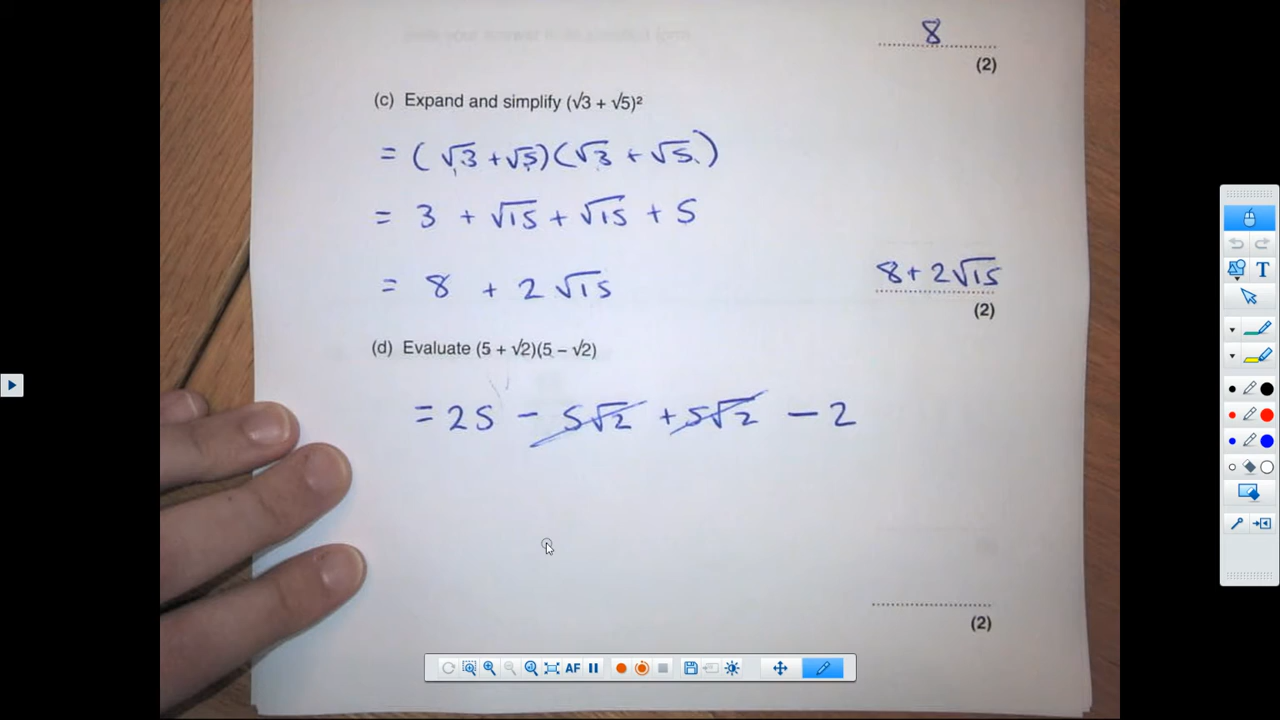 8
(2)
(c) Expand and simplify (√3 + √5)²
= (√3 + √5)(√3 + √5)
= 3 + √15 + √15 + 5
= 8 + 2√15
8 + 2√15
(2)
(d) Evaluate (5 + √2)(5 − √2)
= 25 − 5√2 + 5√2 − 2
(2)
T
AF